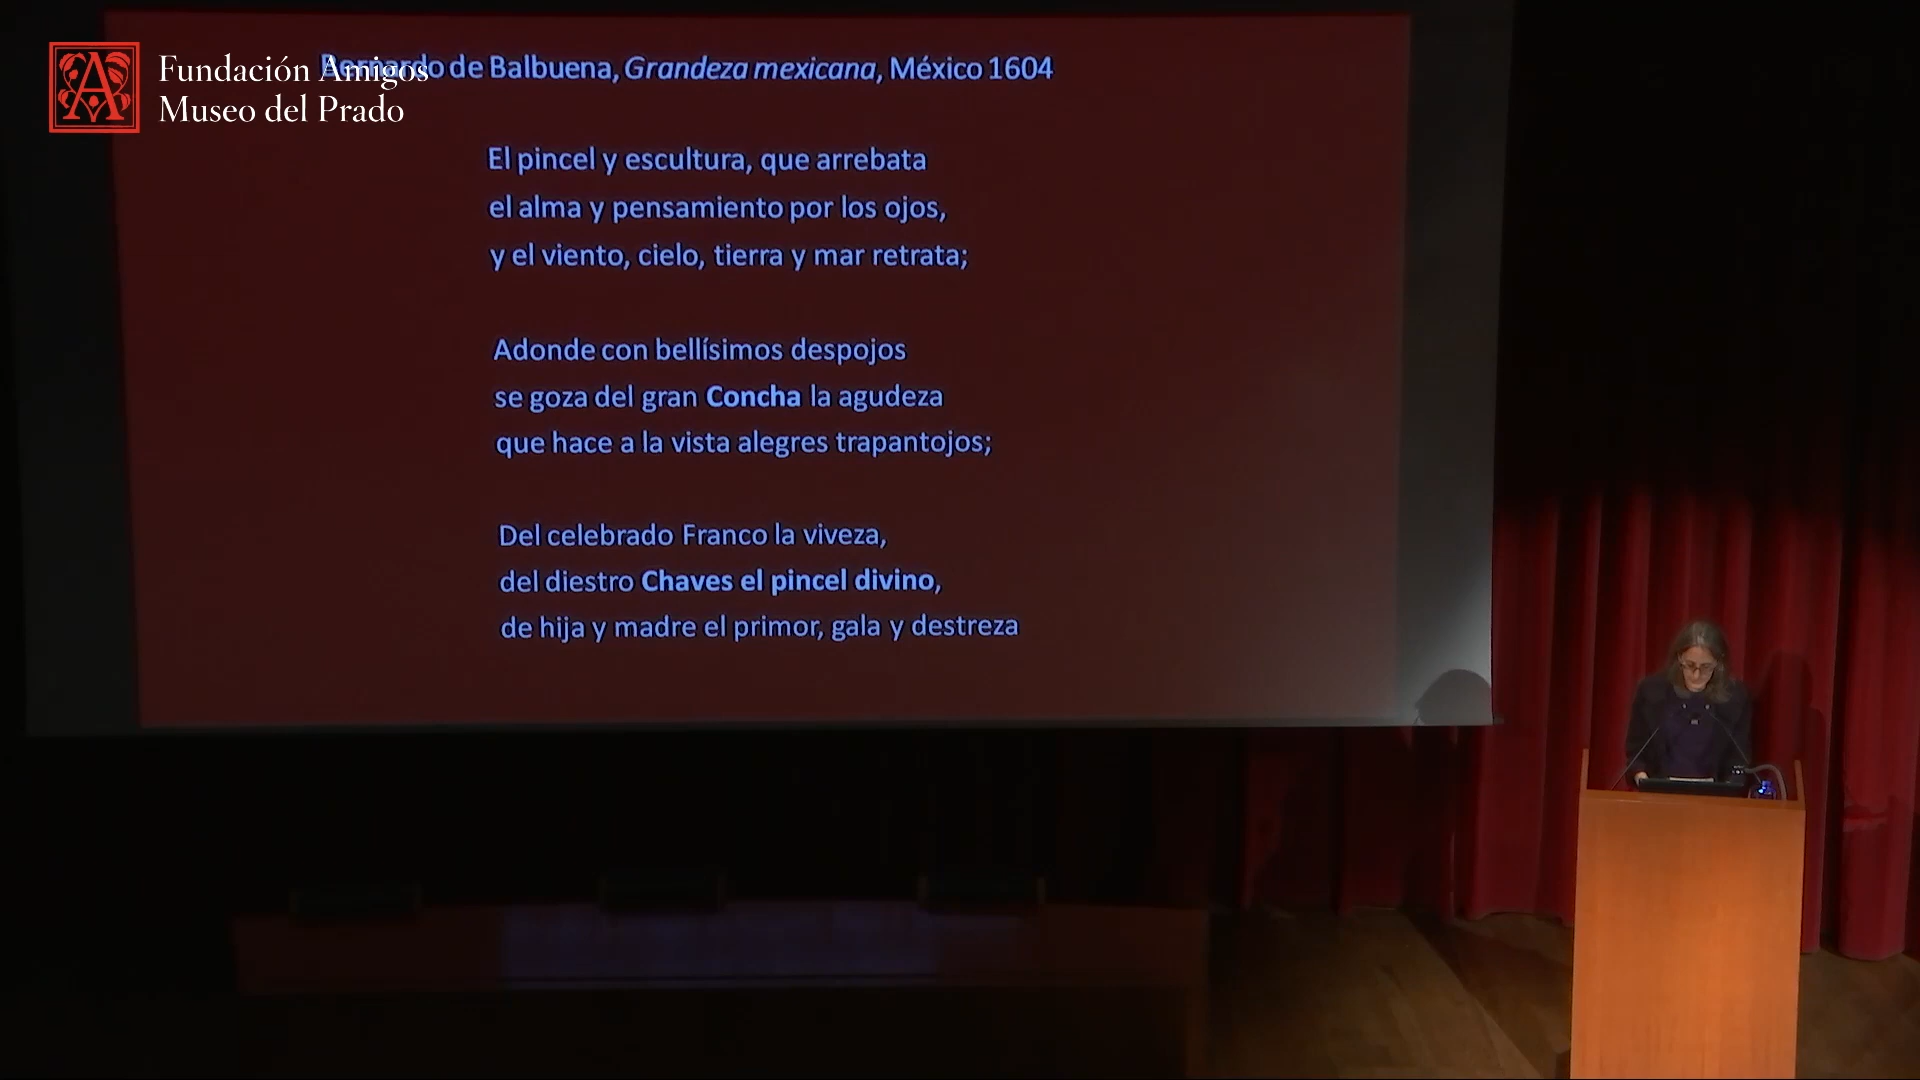 Fundación Amigos
Museo del Prado
Bernardo de Balbuena, Grandeza mexicana, México 1604
El pincel y escultura, que arrebata
el alma y pensamiento por los ojos,
y el viento, cielo, tierra y mar retrata;
Adonde con bellísimos despojos
se goza del gran Concha la agudeza
que hace a la vista alegres trapantojos;
Del celebrado Franco la viveza,
del diestro Chaves el pincel divino,
de hija y madre el primor, gala y destreza